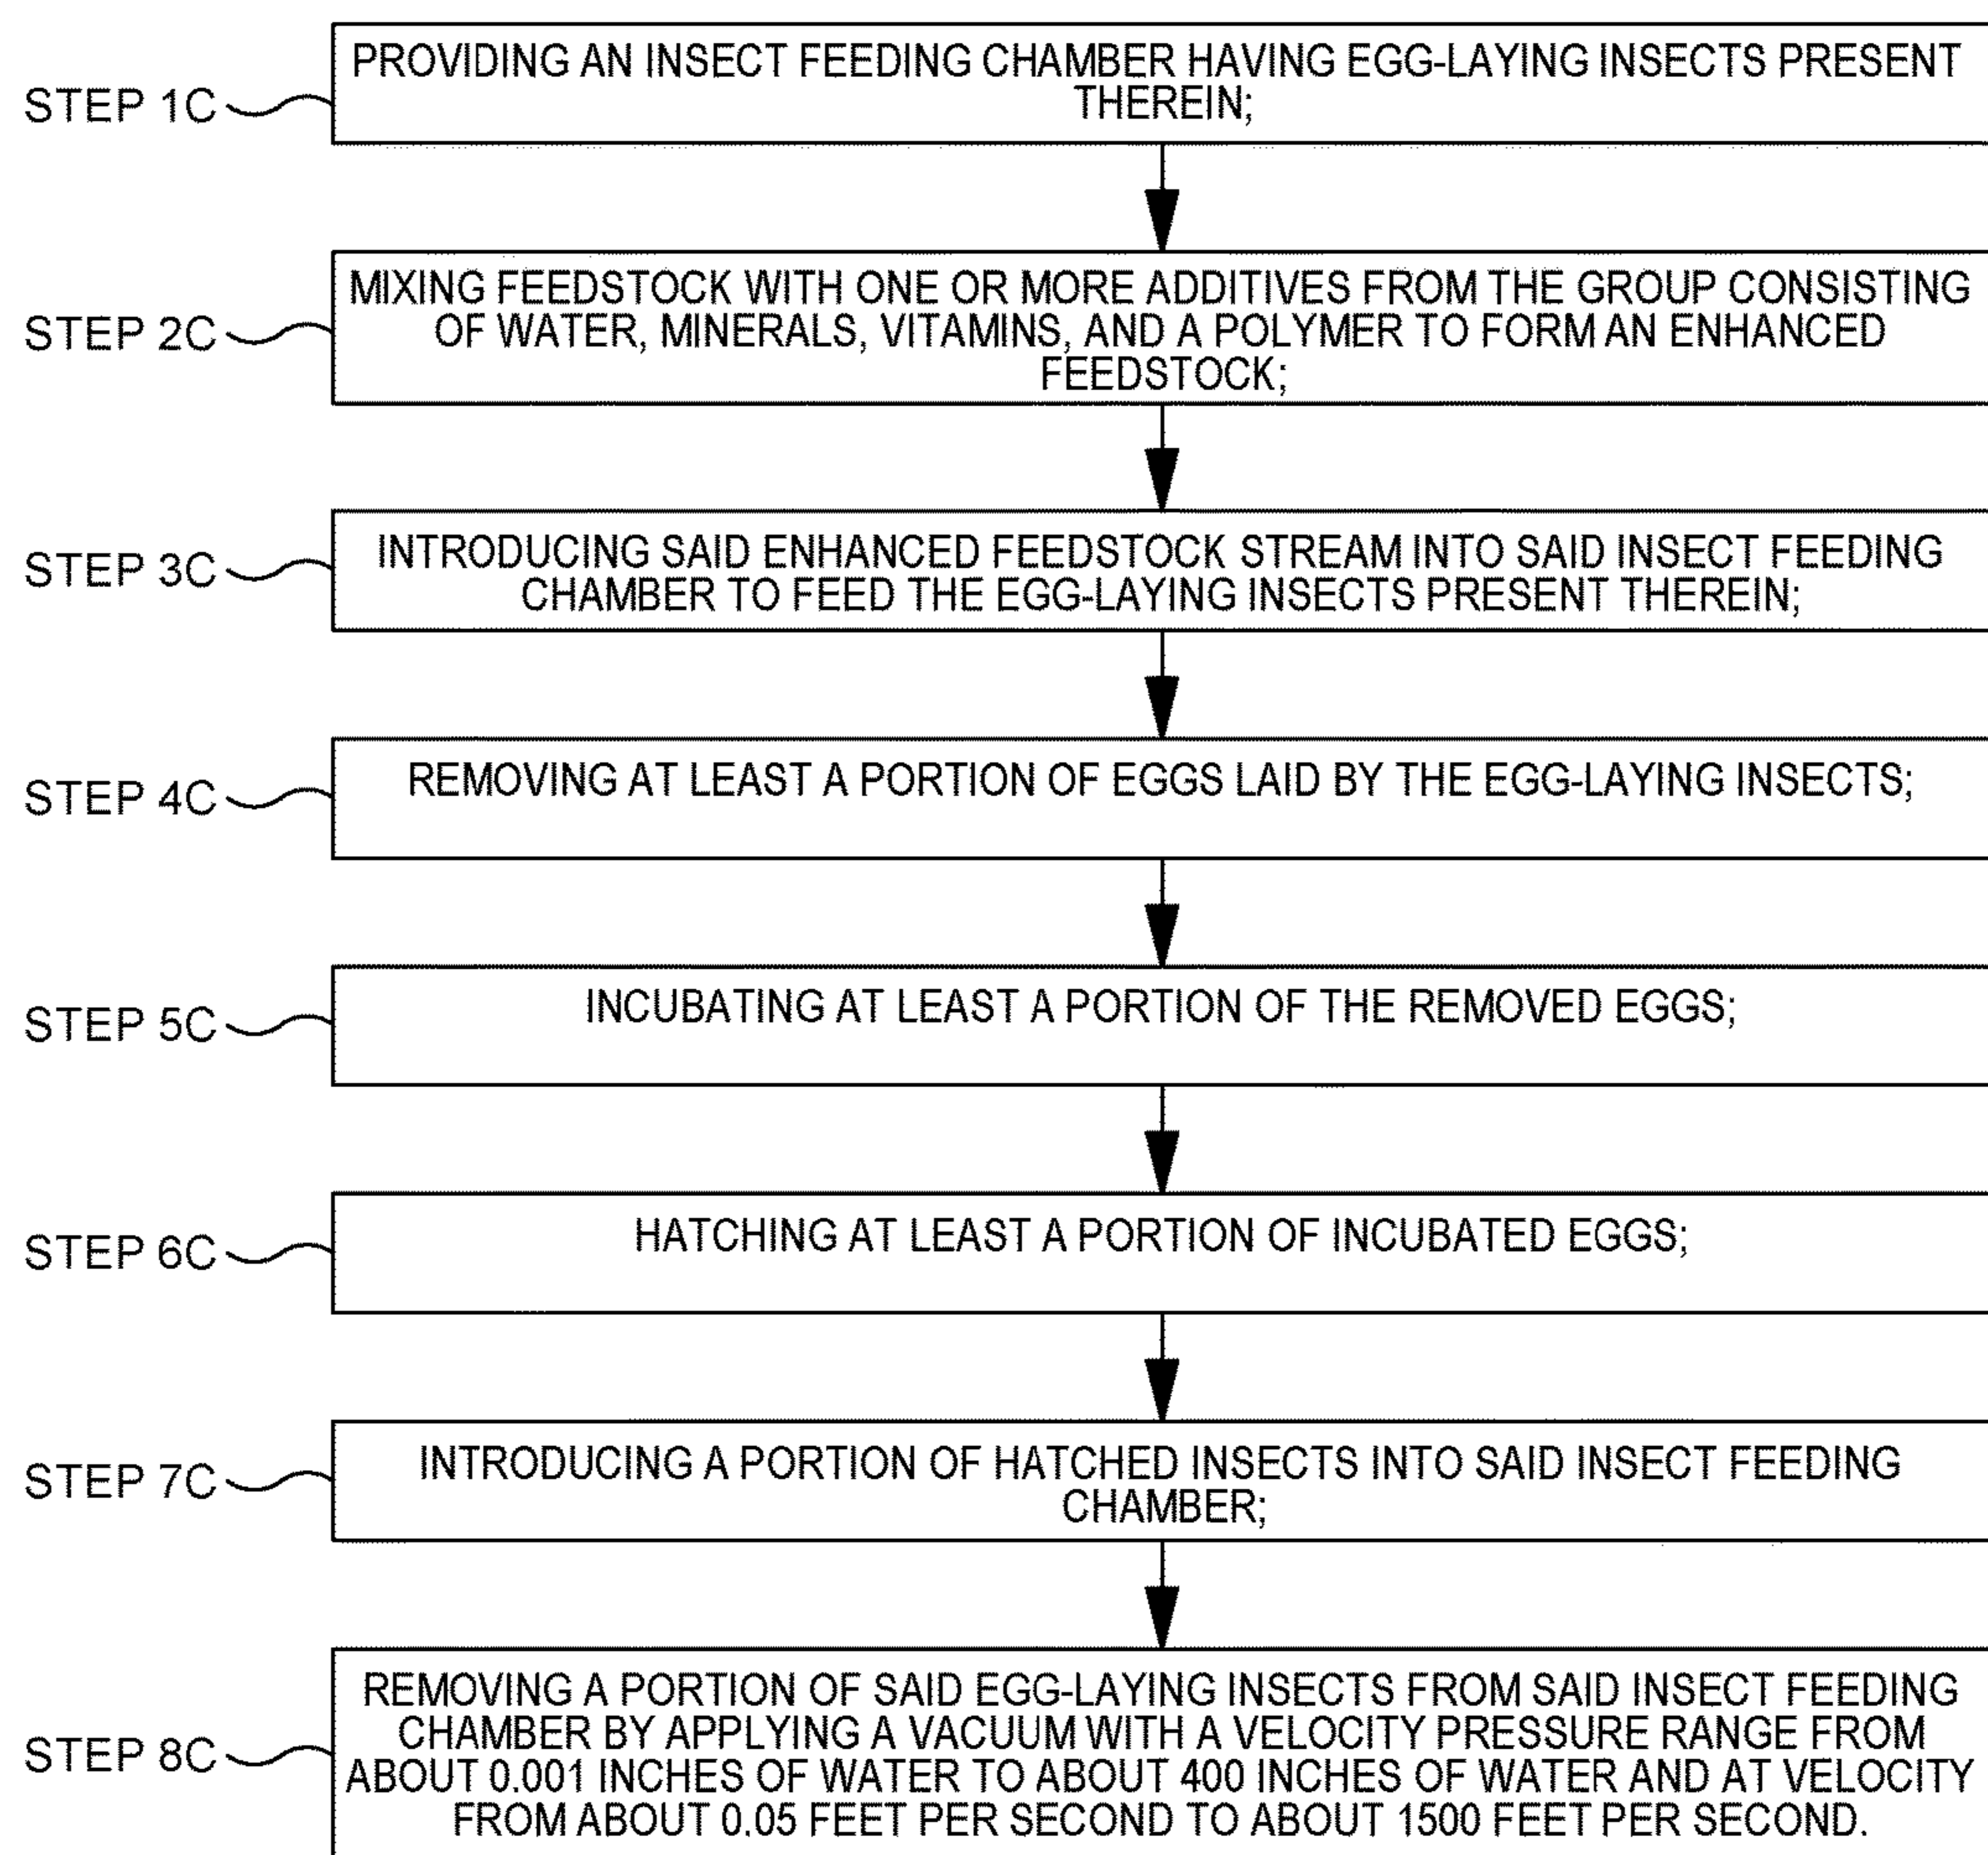 STEP 1C
PROVIDING AN INSECT FEEDING CHAMBER HAVING EGG-LAYING INSECTS PRESENT
THEREIN;
STEP 2C
MIXING FEEDSTOCK WITH ONE OR MORE ADDITIVES FROM THE GROUP CONSISTING
OF WATER, MINERALS, VITAMINS, AND A POLYMER TO FORM AN ENHANCED
FEEDSTOCK;
STEP 3C
INTRODUCING SAID ENHANCED FEEDSTOCK STREAM INTO SAID INSECT FEEDING
CHAMBER TO FEED THE EGG-LAYING INSECTS PRESENT THEREIN;
STEP 4C
REMOVING AT LEAST A PORTION OF EGGS LAID BY THE EGG-LAYING INSECTS;
STEP 5C
INCUBATING AT LEAST A PORTION OF THE REMOVED EGGS;
STEP 6C
HATCHING AT LEAST A PORTION OF INCUBATED EGGS;
STEP 7C
INTRODUCING A PORTION OF HATCHED INSECTS INTO SAID INSECT FEEDING
CHAMBER;
STEP 8C
REMOVING A PORTION OF SAID EGG-LAYING INSECTS FROM SAID INSECT FEEDING
CHAMBER BY APPLYING A VACUUM WITH A VELOCITY PRESSURE RANGE FROM
ABOUT 0.001 INCHES OF WATER TO ABOUT 400 INCHES OF WATER AND AT VELOCITY
FROM ABOUT 0.05 FEET PER SECOND TO ABOUT 1500 FEET PER SECOND.